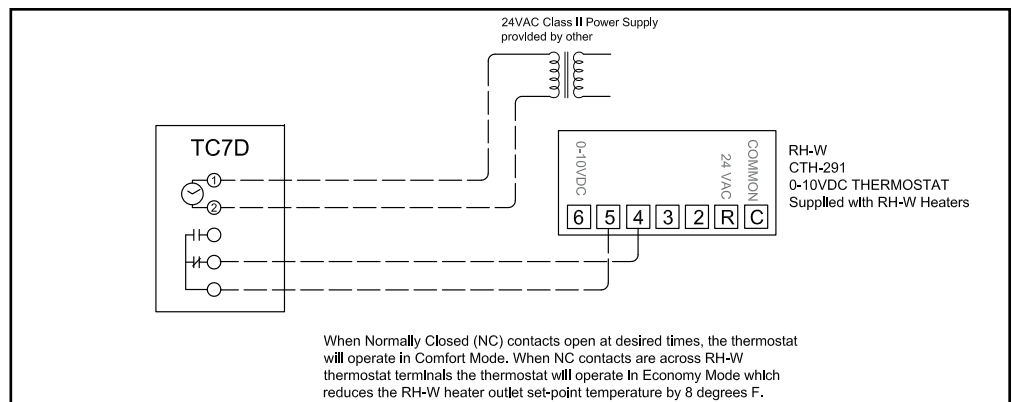 24VAC Class II Power Supply
provided by other
TC7D
1
2
0-10VDC
24 VAC
COMMON
6 5 4 3 2 R C
RH-W
CTH-291
0-10VDC THERMOSTAT
Supplied with RH-W Heaters
When Normally Closed (NC) contacts open at desired times, the thermostat
will operate in Comfort Mode. When NC contacts are across RH-W
thermostat terminals the thermostat will operate in Economy Mode which
reduces the RH-W heater outlet set-point temperature by 8 degrees F.